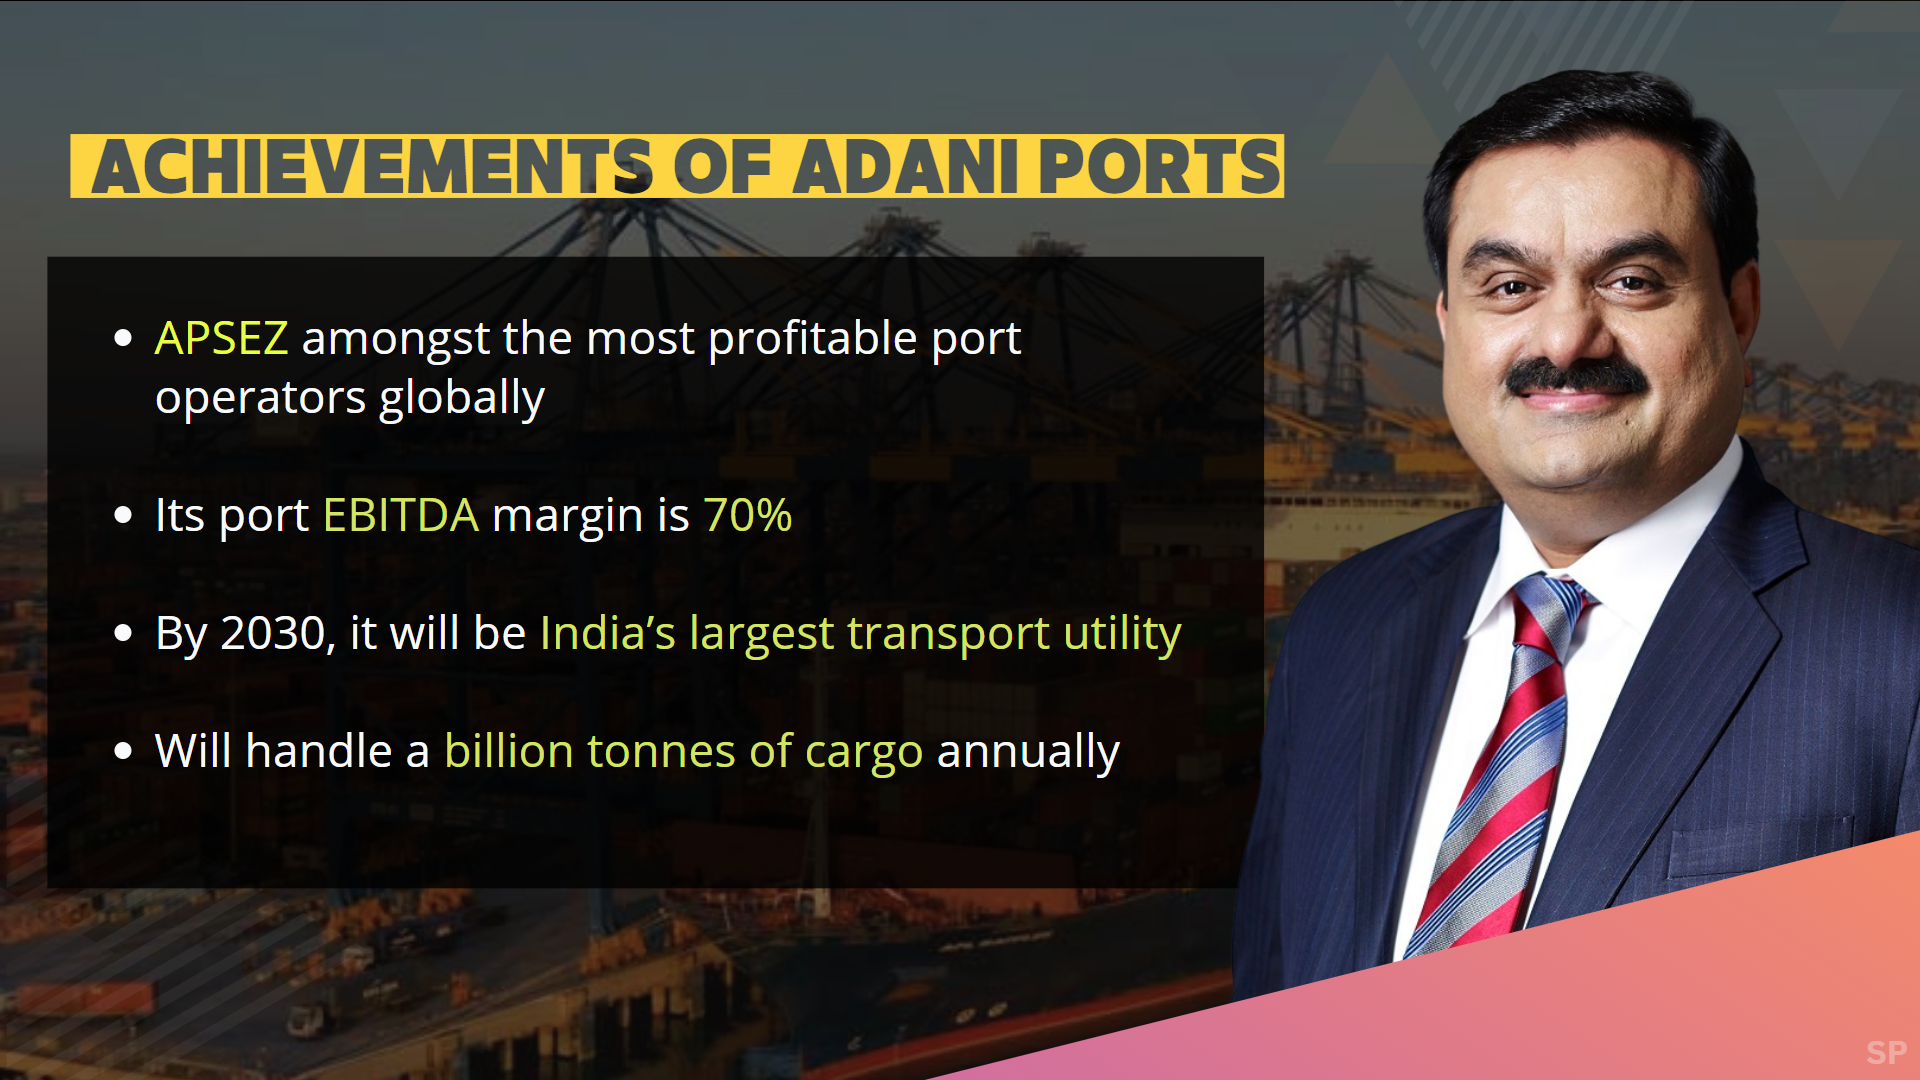 ACHIEVEMENTS OF ADANI PORTS
• APSEZ amongst the most profitable port
operators globally
• Its port EBITDA margin is 70%
• By 2030, it will be India’s largest transport utility
• Will handle a billion tonnes of cargo annually
SP